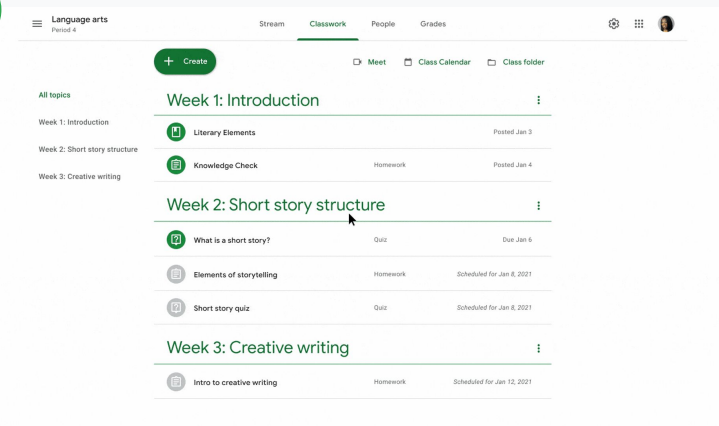 Language arts
Period 4
Stream Classwork People Grades
Create
Meet Class Calendar Class folder
All topics
Week 1: Introduction
Week 2: Short story structure
Week 3: Creative writing
Week 1: Introduction
Literary Elements Posted Jan 3
Knowledge Check Homework Posted Jan 4
Week 2: Short story structure
What is a short story? Quiz Due Jan 6
Elements of storytelling Homework Scheduled for Jan 8, 2021
Short story quiz Quiz Scheduled for Jan 8, 2021
Week 3: Creative writing
Intro to creative writing Homework Scheduled for Jan 12, 2021